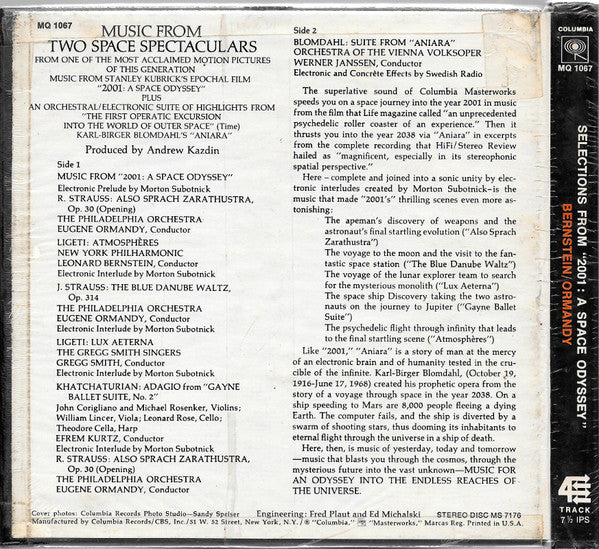 MQ 1067
MUSIC FROM
TWO SPACE SPECTACULARS
FROM ONE OF THE MOST ACCLAIMED MOTION PICTURES
OF THIS GENERATION
MUSIC FROM STANLEY KUBRICK'S EPOCHAL FILM
"2001: A SPACE ODYSSEY"
PLUS
AN ORCHESTRAL/ELECTRONIC SUITE OF HIGHLIGHTS FROM
"THE FIRST OPERATIC EXCURSION
INTO THE WORLD OF OUTER SPACE" (Time)
KARL-BIRGER BLOMDAHL'S "ANIARA"
Produced by Andrew Kazdin
Side 1
MUSIC FROM "2001: A SPACE ODYSSEY"
Electronic Prelude by Morton Subotnick
R. STRAUSS: ALSO SPRACH ZARATHUSTRA,
Op. 30 (Opening)
THE PHILADELPHIA ORCHESTRA
EUGENE ORMANDY, Conductor
LIGETI: ATMOSPHÈRES
NEW YORK PHILHARMONIC
LEONARD BERNSTEIN, Conductor
Electronic Interlude by Morton Subotnick
J. STRAUSS: THE BLUE DANUBE WALTZ,
Op. 314
THE PHILADELPHIA ORCHESTRA
EUGENE ORMANDY, Conductor
Electronic Interlude by Morton Subotnick
LIGETI: LUX AETERNA
THE GREGG SMITH SINGERS
GREGG SMITH, Conductor
Electronic Interlude by Morton Subotnick
KHATCHATURIAN: ADAGIO from "GAYNE
BALLET SUITE, No. 2"
John Corigliano and Michael Rosenker, Violins;
William Lincer, Viola; Leonard Rose, Cello;
Theodore Cella, Harp
EFREM KURTZ, Conductor
Electronic Interlude by Morton Subotnick
R. STRAUSS: ALSO SPRACH ZARATHUSTRA,
Op. 30 (Opening)
THE PHILADELPHIA ORCHESTRA
EUGENE ORMANDY, Conductor
Side 2
BLOMDAHL: SUITE FROM "ANIARA"
ORCHESTRA OF THE VIENNA VOLKSOPER
WERNER JANSSEN, Conductor
Electronic and Concrète Effects by Swedish Radio
The superlative sound of Columbia Masterworks
speeds you on a space journey into the year 2001 in music
from the film that Life magazine called "an unprecedented
psychedelic roller coaster of an experience." Then it
thrusts you into the year 2038 via "Aniara" in excerpts
from the complete recording that HiFi/Stereo Review
hailed as "magnificent, especially in its stereophonic
spatial perspective."
Here – complete and joined into a sonic unity by elec-
tronic interludes created by Morton Subotnick–is the
music that made "2001's" thrilling scenes even more as-
tonishing:
The apeman's discovery of weapons and the
astronaut's final startling evolution ("Also Sprach
Zarathustra")
The voyage to the moon and the visit to the fan-
tastic space station ("The Blue Danube Waltz")
The voyage of the lunar explorer team to search
for the mysterious monolith ("Lux Aeterna")
The space ship Discovery taking the two astro-
nauts on the journey to Jupiter ("Gayne Ballet
Suite")
The psychedelic flight through infinity that leads
to the final startling scene ("Atmosphères")
Like "2001," "Aniara" is a story of man at the mercy
of an electronic brain and of humanity tested in the cru-
cible of the infinite. Karl-Birger Blomdahl, (October 19,
1916-June 17, 1968) created his prophetic opera from the
story of a voyage through space in the year 2038. On a
ship speeding to Mars are 8,000 people fleeing a dying
Earth. The computer fails, and the ship is diverted by a
swarm of shooting stars, thus dooming its inhabitants to
eternal flight through the universe in a ship of death.
Here, then, is music of yesterday, today and tomorrow
—music that blasts you through the cosmos, through the
mysterious future into the vast unknown—MUSIC FOR
AN ODYSSEY INTO THE ENDLESS REACHES OF
THE UNIVERSE.
Cover photos: Columbia Records Photo Studio—Sandy Speiser
Engineering: Fred Plaut and Ed Michalski
STEREO DISC MS 7176
Manufactured by Columbia Records/CBS, Inc./51 W. 52 Street, New York, N.Y./ ® "Columbia," "Masterworks," Marcas Reg. Printed in U.S.A.
COLUMBIA
MQ 1067
SELECTIONS FROM "2001: A SPACE ODYSSEY"
BERNSTEIN/ORMANDY
4
TRACK
7½ IPS